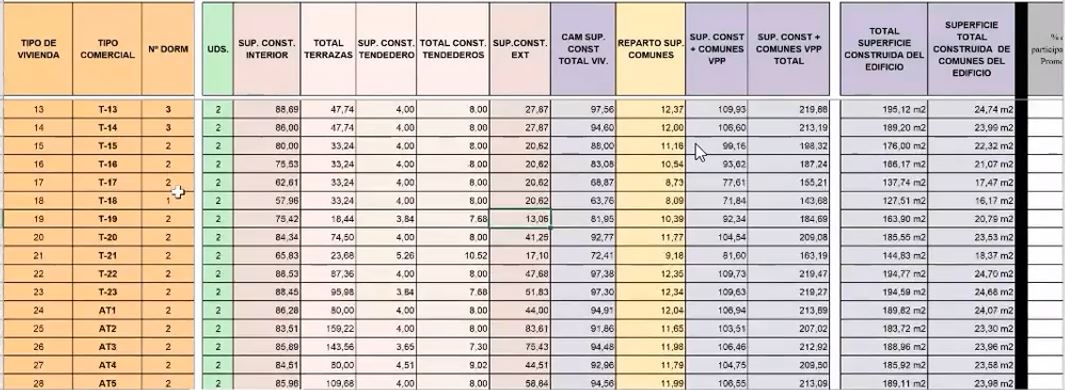 TIPO DE VIVIENDA TIPO COMERCIAL Nº DORM UDS. SUP. CONST. INTERIOR TOTAL TERRAZAS SUP. CONST. TENDEDERO TOTAL CONST. TENDEDEROS SUP.CONST. EXT CAM SUP. CONST TOTAL VIV. REPARTO SUP. COMUNES SUP. CONST + COMUNES VPP SUP. CONST + COMUNES VPP TOTAL TOTAL SUPERFICIE CONSTRUIDA DEL EDIFICIO SUPERFICIE TOTAL CONSTRUIDA DE COMUNES DEL EDIFICIO
13 T-13 3 2 88,69 47,74 4,00 8.00 27,87 97,56 12,37 109,93 219,86 195,12 m2 24,74 m2
14 T-14 3 2 86,00 47,74 4,00 8.00 27,87 94,60 12,00 106,60 213,19 189,20 m2 23,99 m2
15 T-15 2 2 80,00 33,24 4,00 8.00 20,62 88,00 11,16 99,16 198,32 176,00 m2 22,32 m2
16 T-16 2 2 75,53 33,24 4,00 8.00 20,62 83,08 10,54 93,62 187,24 166,17 m2 21,07 m2
17 T-17 2 2 62,61 33,24 4,00 8.00 20,62 68,87 8,73 77,61 155,21 137,74 m2 17,47 m2
18 T-18 1 2 57,96 33,24 4,00 8.00 20,62 63,76 8,09 71,84 143,68 127,51 m2 16,17 m2
19 T-19 2 2 75,42 18,44 3,84 7.68 13,06 81,95 10,39 92,34 184,69 163,90 m2 20,79 m2
20 T-20 2 2 84,34 74,50 4,00 8.00 41,25 92,77 11,77 104,54 209,08 185,55 m2 23,53 m2
21 T-21 2 2 65,83 23,68 5,26 10.52 17,10 72,41 9,18 81,60 163,19 144,83 m2 18,37 m2
22 T-22 2 2 88,53 87,36 4,00 8.00 47,68 97,38 12,35 109,73 219,47 194,77 m2 24,70 m2
23 T-23 2 2 88,45 95,98 3,84 7.68 51,83 97,30 12,34 109,63 219,27 194,59 m2 24,68 m2
24 AT1 2 2 86,28 80,00 4,00 8.00 44,00 94,91 12,04 106,94 213,89 189,82 m2 24,07 m2
25 AT2 2 2 83,51 159,22 4,00 8.00 83,61 91,86 11,65 103,51 207,02 183,72 m2 23,30 m2
26 AT3 2 2 85,89 143,56 3,65 7.30 75,43 94,48 11,98 106,46 212,92 188,96 m2 23,96 m2
27 AT4 2 2 84,51 80,00 4,51 9.02 44,51 92,96 11,79 104,75 209,50 185,92 m2 23,58 m2
28 AT5 2 2 85,96 109,68 4,00 8.00 58,84 94,56 11,99 106,55 213,09 189,11 m2 23,98 m2